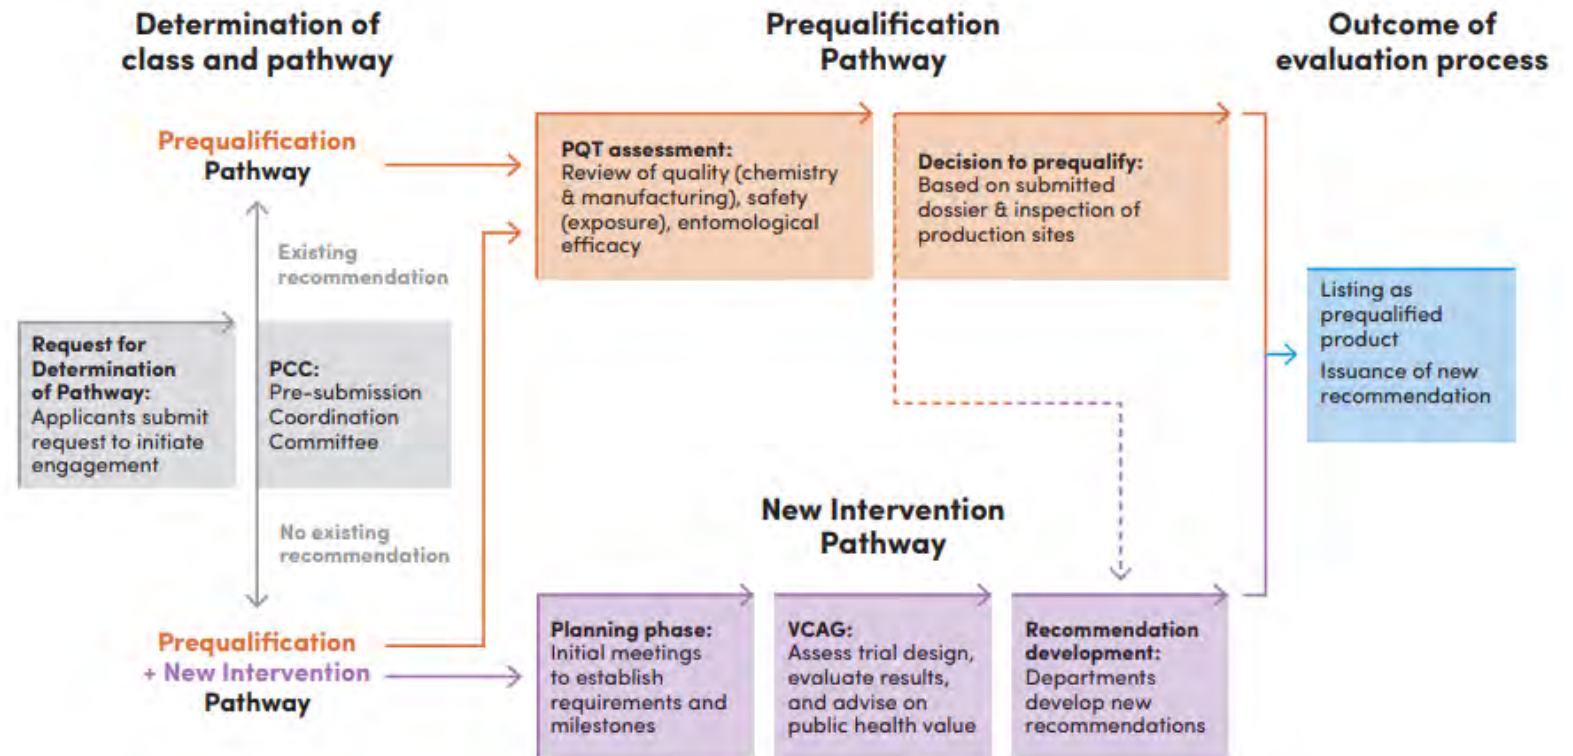 Determination of
class and pathway
Prequalification
Pathway
Outcome of
evaluation process
Prequalification
Pathway
Existing
recommendation
Request for
Determination
of Pathway:
Applicants submit
request to initiate
engagement
PCC:
Pre-submission
Coordination
Committee
No existing
recommendation
Prequalification
+ New Intervention
Pathway
PQT assessment:
Review of quality (chemistry
& manufacturing), safety
(exposure), entomological
efficacy
Decision to prequalify:
Based on submitted
dossier & inspection of
production sites
New Intervention
Pathway
Planning phase:
Initial meetings
to establish
requirements and
milestones
VCAG:
Assess trial design,
evaluate results,
and advise on
public health value
Recommendation
development:
Departments
develop new
recommendations
Listing as
prequalified
product
Issuance of new
recommendation